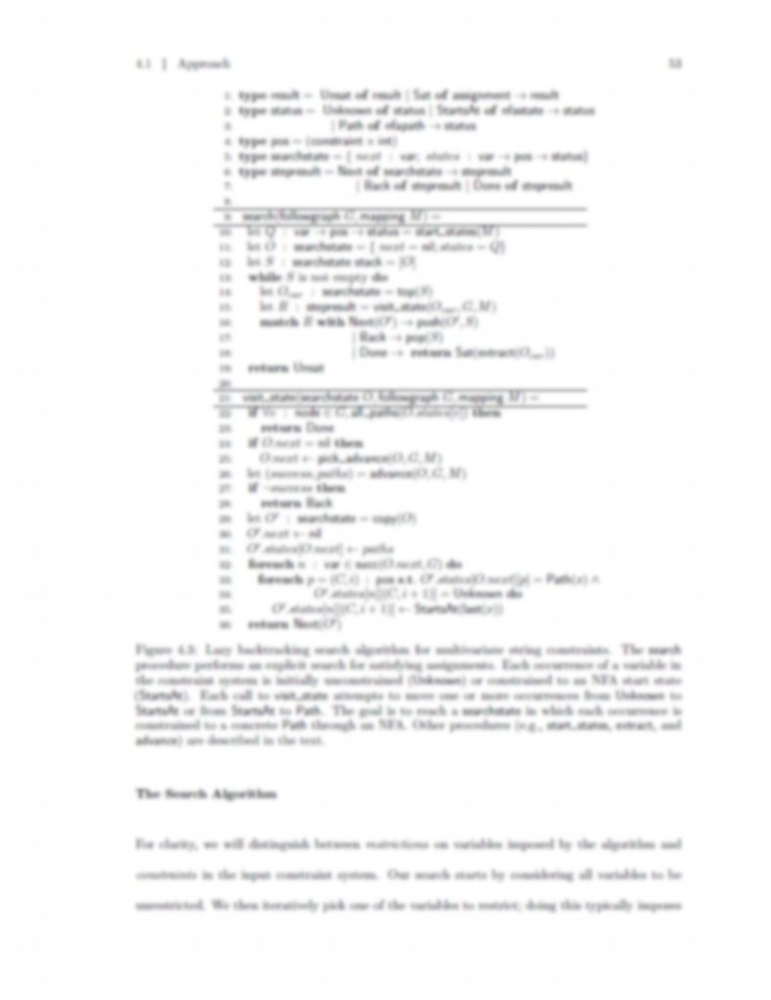 4.1 | Approach 53
1 type result = Unsat of result | Sat of assignment → result
2 type status = Unknown of status | StartsAt of nfastate → status
3 | Path of nfapath → status
4 type pos = (constraint × int)
5 type searchstate = { next : var; states : var → pos → status}
6 type stepresult = Next of searchstate → stepresult
7 | Back of stepresult | Done of stepresult
8
9 search(followgraph G, mapping M) =
10 let Q : var → pos → status = start_states(M)
11 let O : searchstate = { next = nil; states = Q}
12 let S : searchstate stack = [O]
13 while S is not empty do
14 let Ocur : searchstate = top(S)
15 let R : stepresult = visit_state(Ocur, G, M)
16 match R with Next(O′) → push(O′, S)
17 | Back → pop(S)
18 | Done → return Sat(extract(Ocur))
19 return Unsat
20
21 visit_state(searchstate O, followgraph G, mapping M) =
22 if ∀v : node ∈ G, all_paths(O.states[v]) then
23 return Done
24 if O.next = nil then
25 O.next ← pick_advance(O, G, M)
26 let (success, paths) = advance(O, G, M)
27 if ¬success then
28 return Back
29 let O′ : searchstate = copy(O)
30 O′.next ← nil
31 O′.states[O.next] ← paths
32 foreach n : var ∈ succ(O.next, G) do
33 foreach p = (C, i) : pos s.t. O′.states[O.next][p] = Path(x) ∧
34 O′.states[n][(C, i + 1)] = Unknown do
35 O′.states[n][(C, i + 1)] ← StartsAt(last(x))
36 return Next(O′)
Figure 4.3: Lazy backtracking search algorithm for multivariate string constraints. The search
procedure performs an explicit search for satisfying assignments. Each occurrence of a variable in
the constraint system is initially unconstrained (Unknown) or constrained to an NFA start state
(StartsAt). Each call to visit_state attempts to move one or more occurrences from Unknown to
StartsAt or from StartsAt to Path. The goal is to reach a searchstate in which each occurrence is
constrained to a concrete Path through an NFA. Other procedures (e.g., start_states, extract, and
advance) are described in the text.
The Search Algorithm
For clarity, we will distinguish between restrictions on variables imposed by the algorithm and
constraints in the input constraint system. Our search starts by considering all variables to be
unrestricted. We then iteratively pick one of the variables to restrict; doing this typically imposes